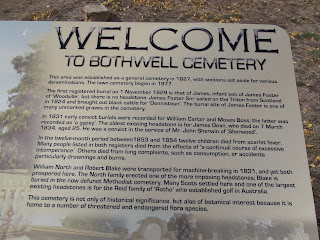 WELCOME
TO BOTHWELL CEMETERY
This area was established as a general cemetery in 1827, with sections set aside for various
denominations. The lawn cemetery began in 1977.
The first registered burial on 1 November 1829 is that of James, infant son of James Foster
of 'Woodville', but there is no headstone. James Foster Snr sailed on the Triton from Scotland
in 1824 and brought out black cattle for 'Dennistoun'. The burial site of James Foster is one of
many unmarked graves in the cemetery.
In 1831 early convict burials were recorded for William Carter and Moses Boss, the latter was
recorded as 'a gypsy'. The oldest existing headstone is for James Dean, who died on 7 March
1834, aged 25. He was a convict in the service of Mr. John Sherwin of 'Sherwood'.
In the twelve-month period between 1853 and 1854 twelve children died from scarlet fever.
Many people listed in both registers died from the effects of 'a continual course of excessive
intemperance'. Others died from lung complaints, such as consumption, or accidents
particularly drownings and burns.
William North and Robert Blake were transported for machine-breaking in 1831, and yet both
prospered here. The North family erected one of the more imposing headstones; Blake is
buried in the now defunct Methodist cemetery. Many Scots settled here and one of the largest
existing headstones is for the Reid family of 'Ratho' who established golf in Australia.
This cemetery is not only of historical significance, but also of botanical interest because it is
home to a number of threatened and endangered flora species.